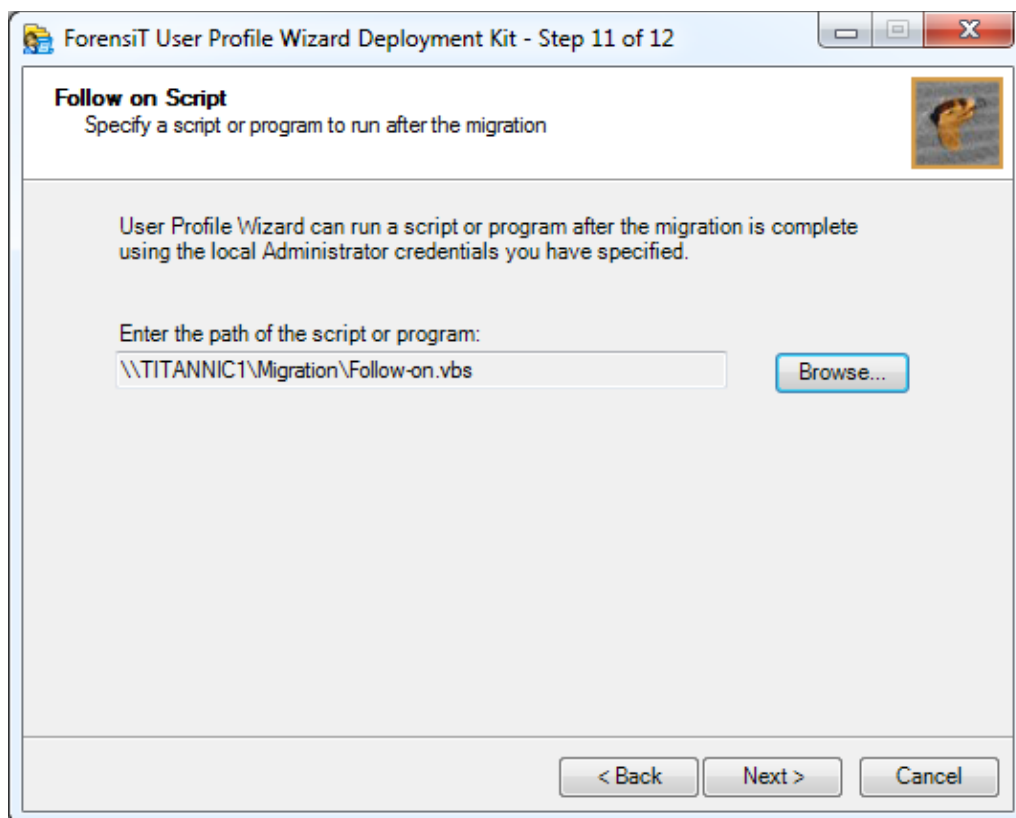 ForensiT User Profile Wizard Deployment Kit - Step 11 of 12
Follow on Script
Specify a script or program to run after the migration
User Profile Wizard can run a script or program after the migration is complete
using the local Administrator credentials you have specified.
Enter the path of the script or program:
\\TITANNIC1\Migration\Follow-on.vbs
Browse...
< Back
Next >
Cancel